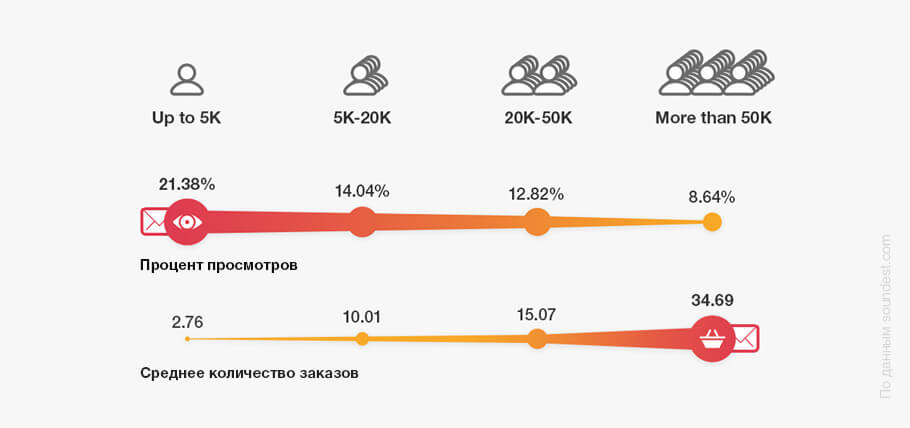 Up to 5K
5K-20K
20K-50K
More than 50K
21.38%
14.04%
12.82%
8.64%
Процент просмотров
2.76
10.01
15.07
34.69
Среднее количество заказов
По данным soundest.com